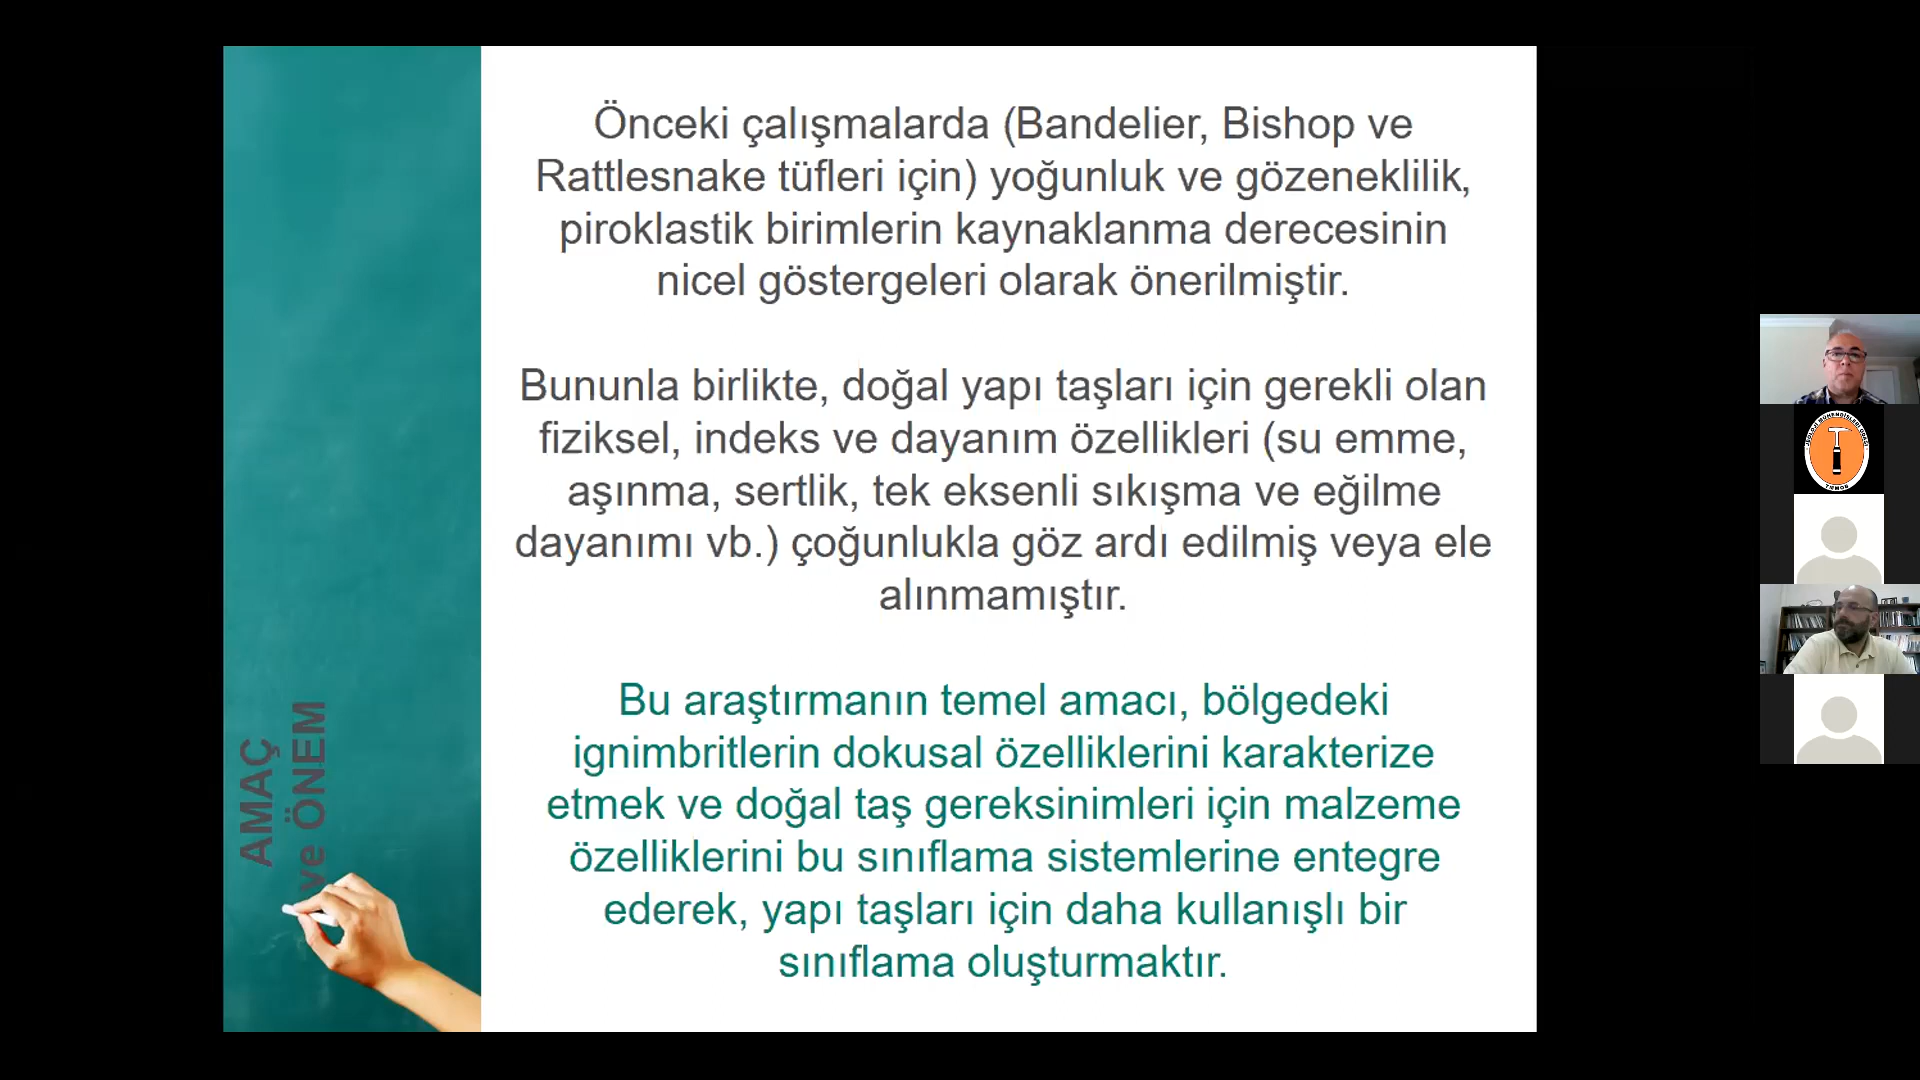 AMAÇ
ve ÖNEM
Önceki çalışmalarda (Bandelier, Bishop ve
Rattlesnake tüfleri için) yoğunluk ve gözeneklilik,
piroklastik birimlerin kaynaklanma derecesinin
nicel göstergeleri olarak önerilmiştir.
Bununla birlikte, doğal yapı taşları için gerekli olan
fiziksel, indeks ve dayanım özellikleri (su emme,
aşınma, sertlik, tek eksenli sıkışma ve eğilme
dayanımı vb.) çoğunlukla göz ardı edilmiş veya ele
alınmamıştır.
Bu araştırmanın temel amacı, bölgedeki
ignimbritlerin dokusal özelliklerini karakterize
etmek ve doğal taş gereksinimleri için malzeme
özelliklerini bu sınıflama sistemlerine entegre
ederek, yapı taşları için daha kullanışlı bir
sınıflama oluşturmaktır.
TMMOB